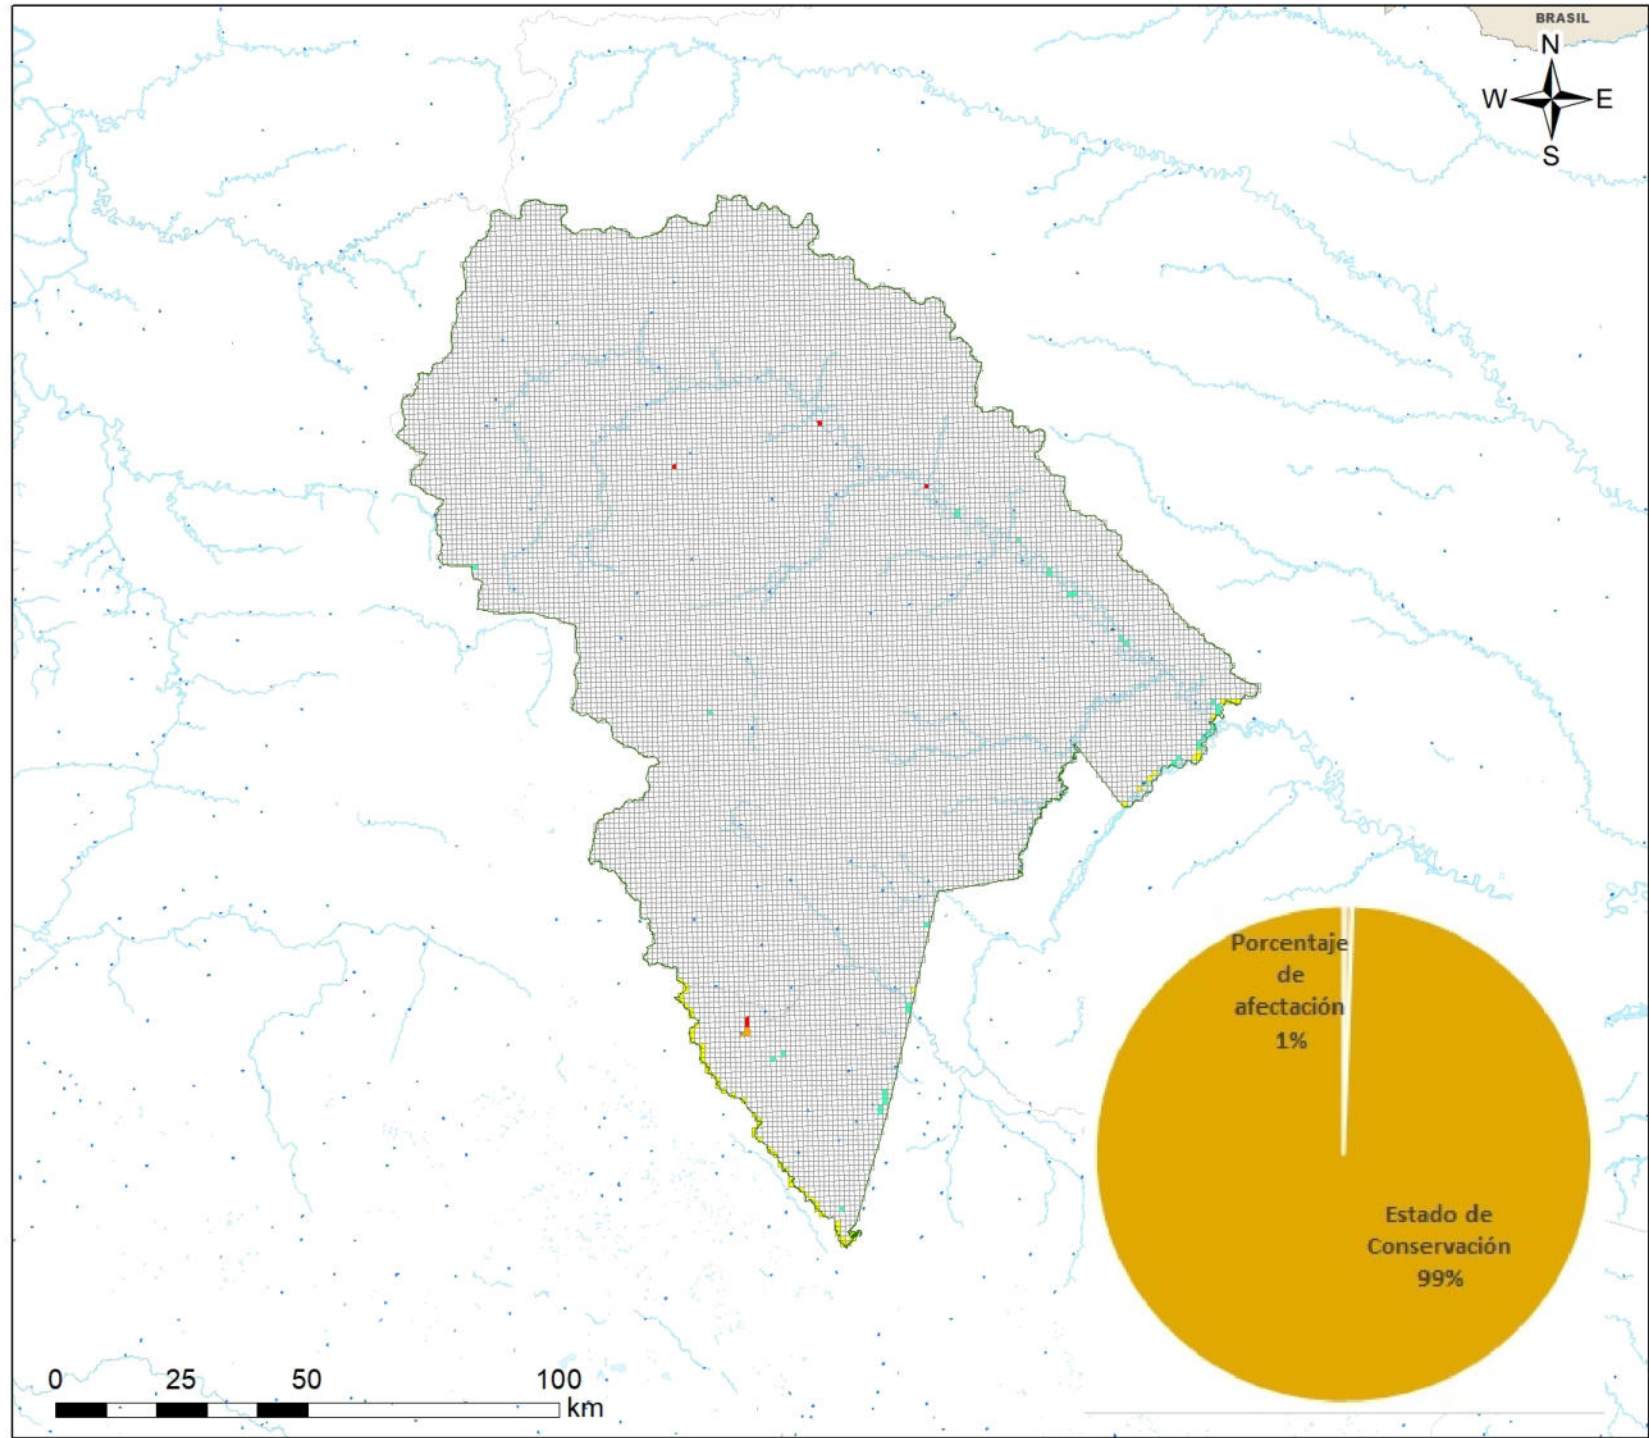 BRASIL
N
W E
S
Porcentaje
de
afectación
1%
Estado de
Conservación
99%
0 25 50 100
km